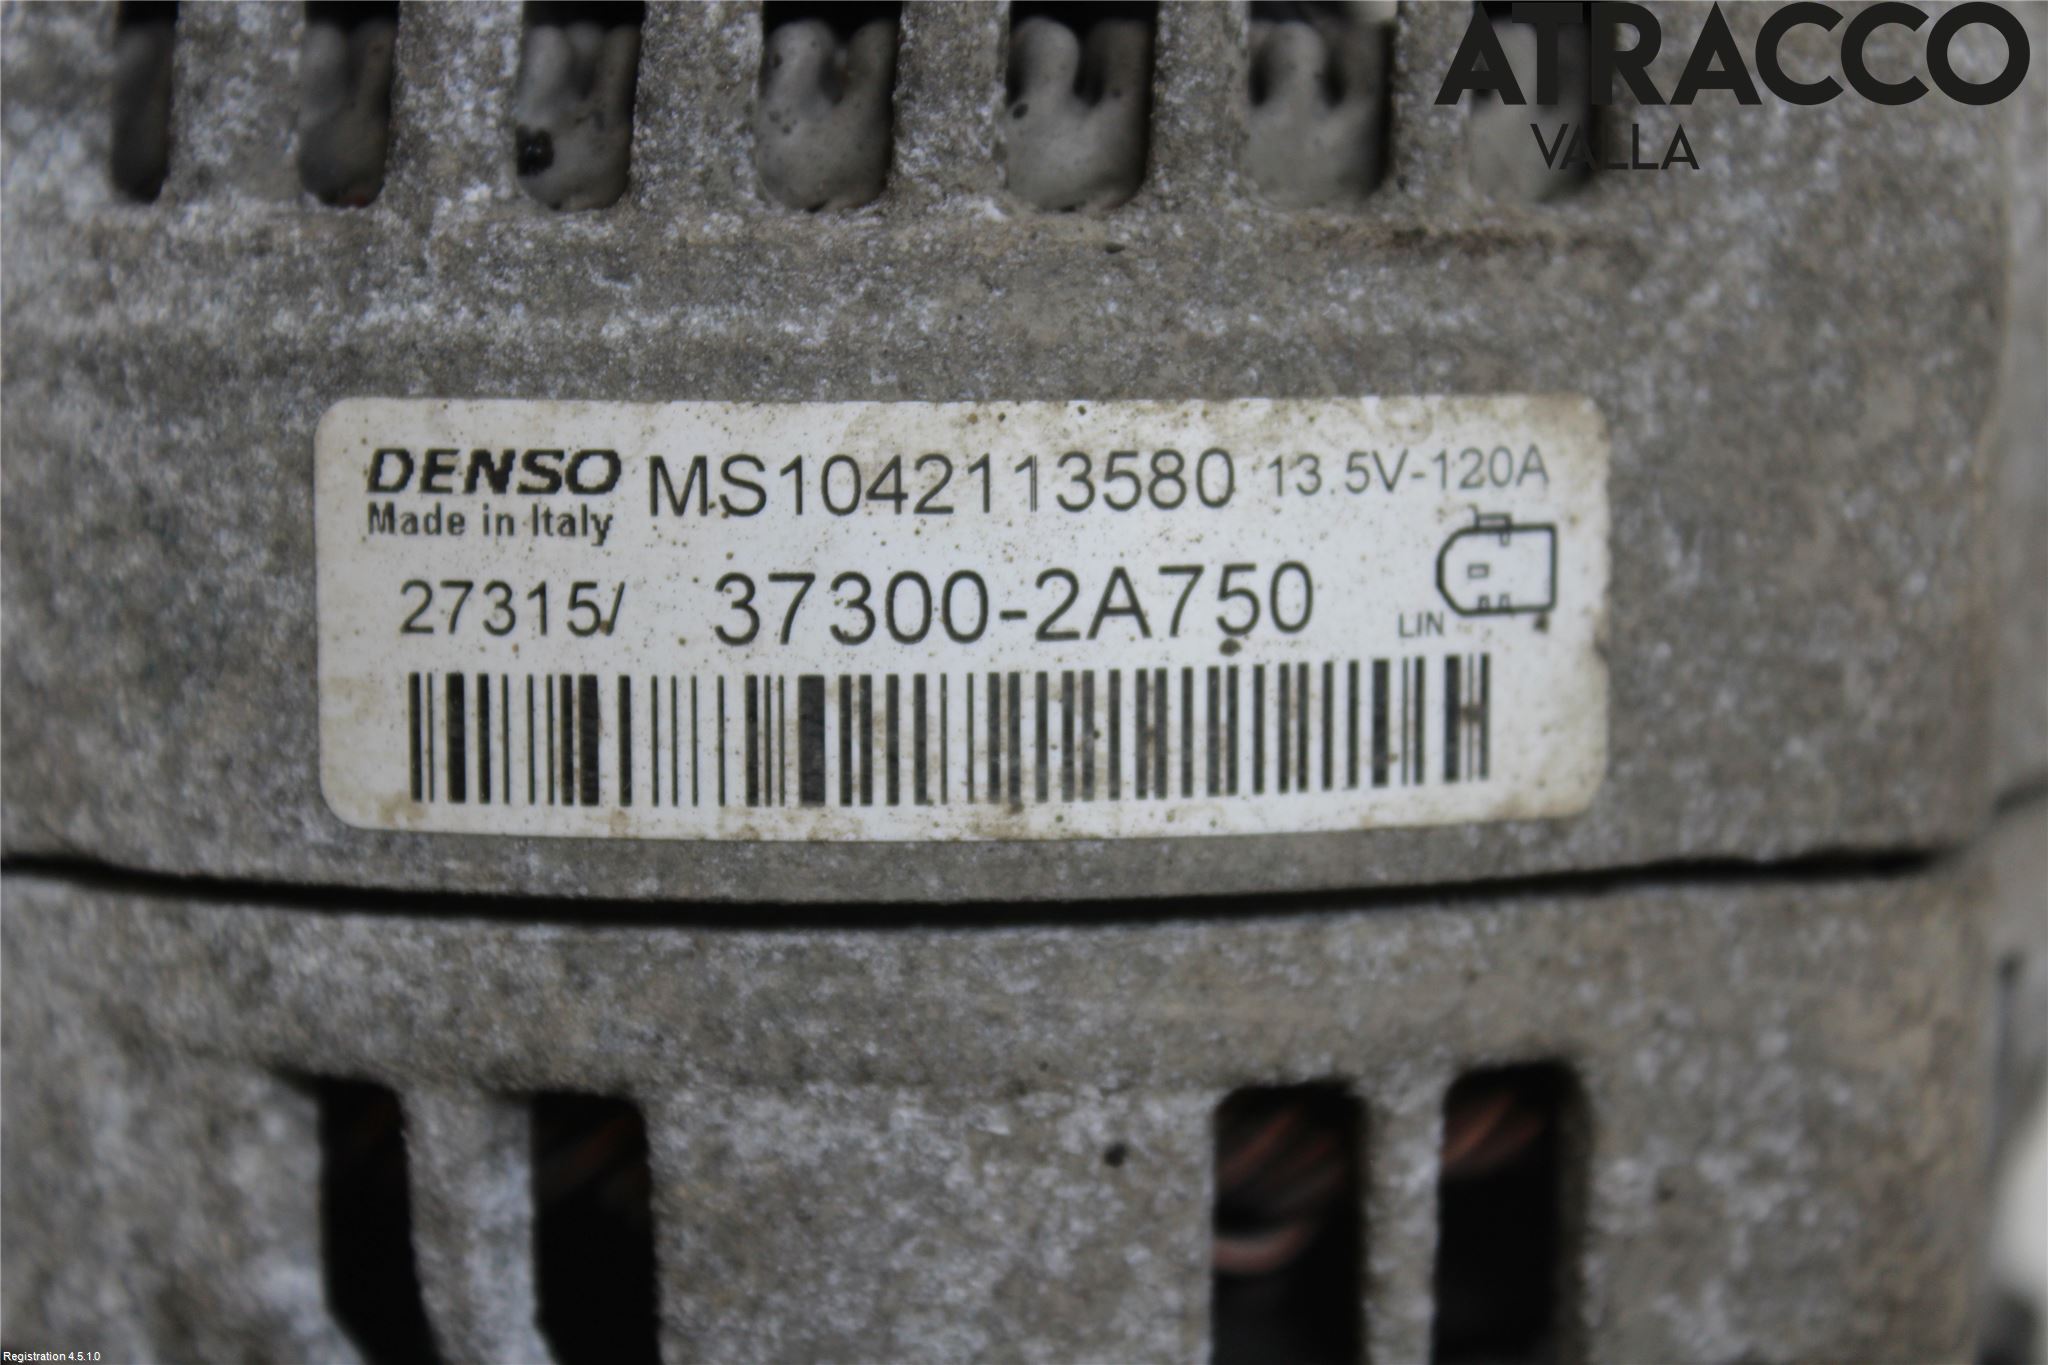 ATRACCO
VALLA
DENSO MS1042113580 13.5V-120A
Made in Italy
27315/ 37300-2A750
LIN
Registration 4.5.1.0